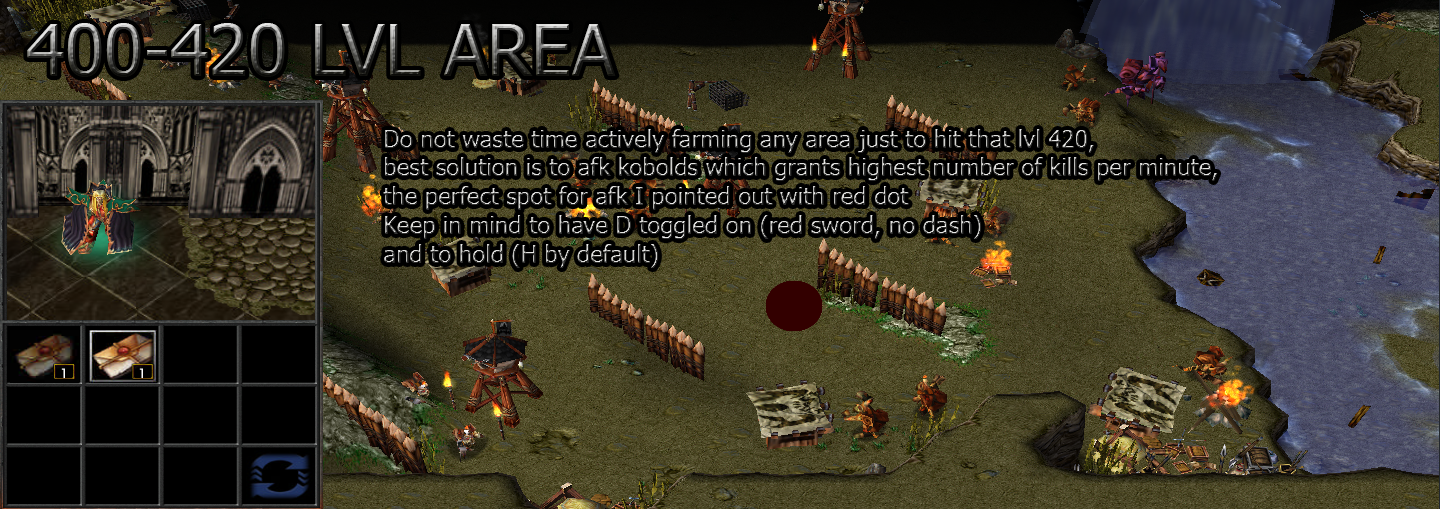 400-420 LVL AREA
Do not waste time actively farming any area just to hit that lvl 420,
best solution is to afk kobolds which grants highest number of kills per minute,
the perfect spot for afk I pointed out with red dot
Keep in mind to have D toggled on (red sword, no dash)
and to hold (H by default)
1
1